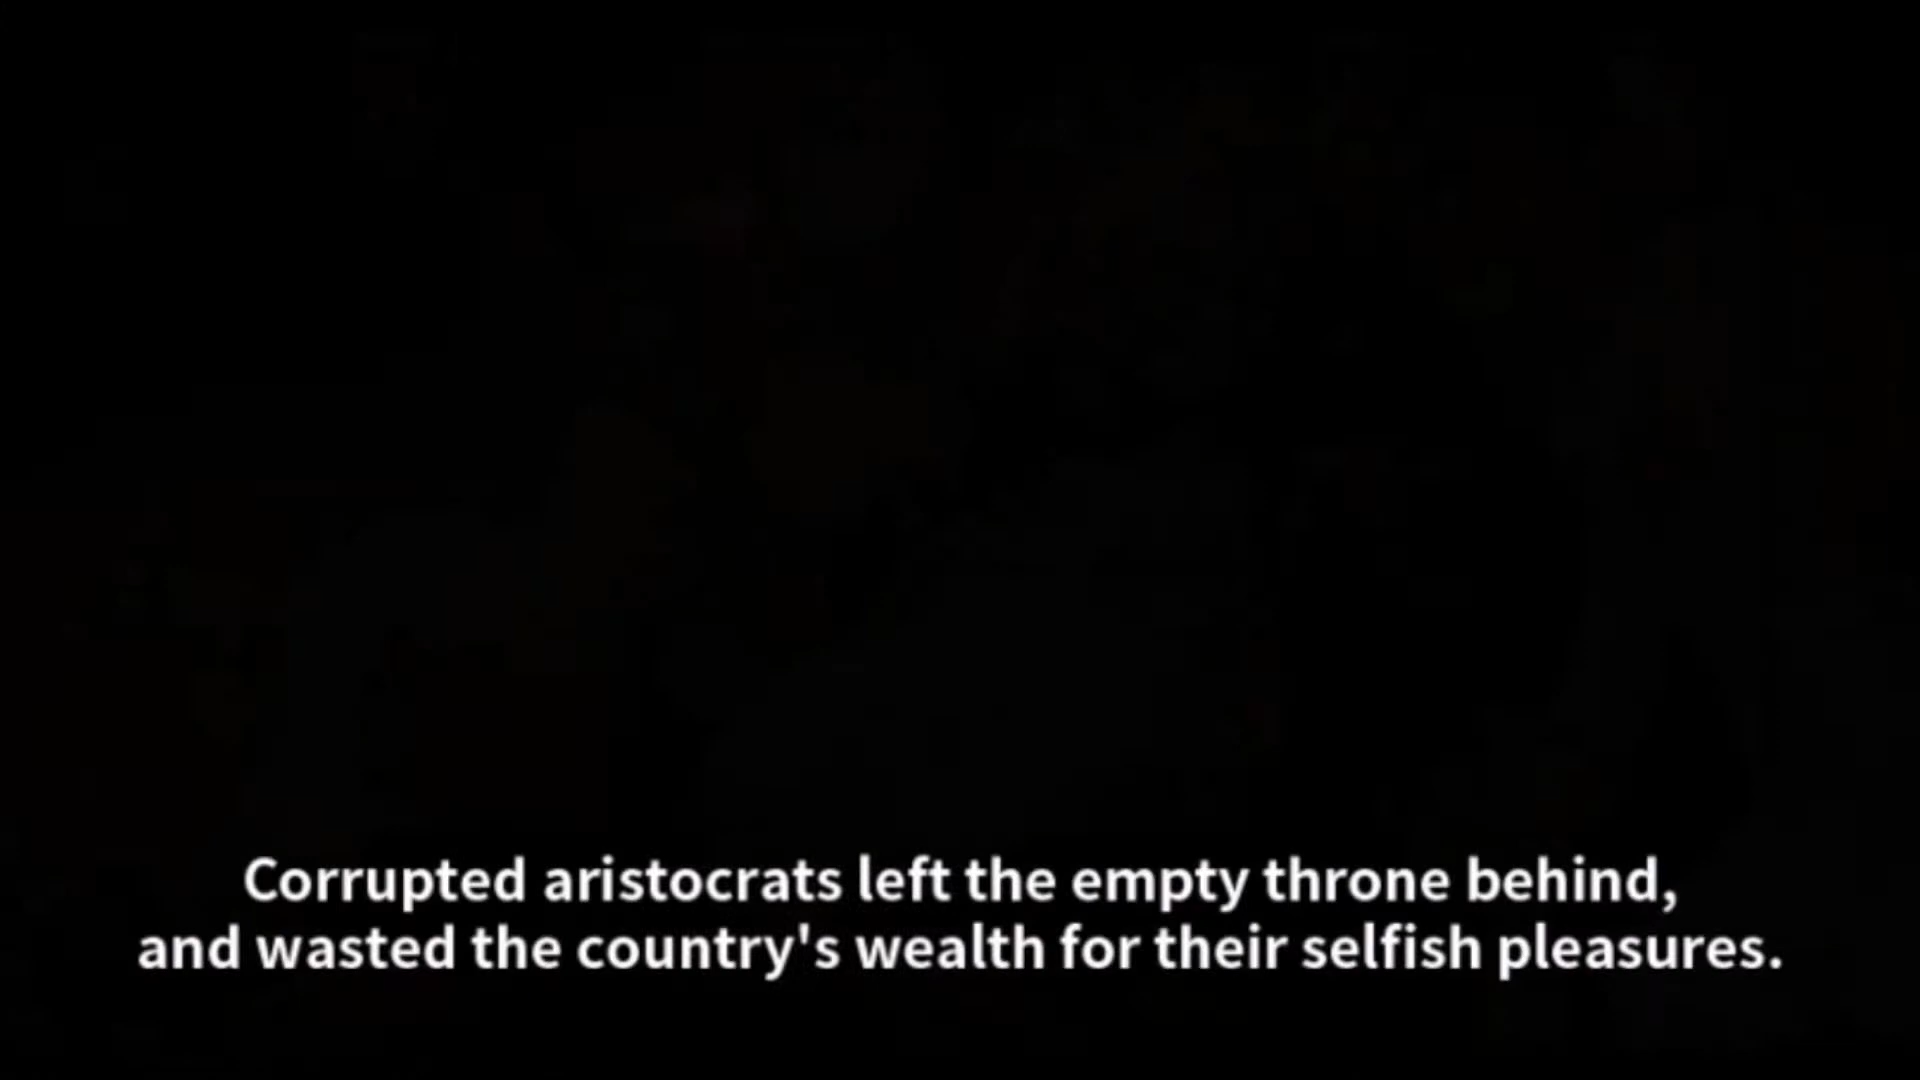 Corrupted aristocrats left the empty throne behind,
and wasted the country's wealth for their selfish pleasures.